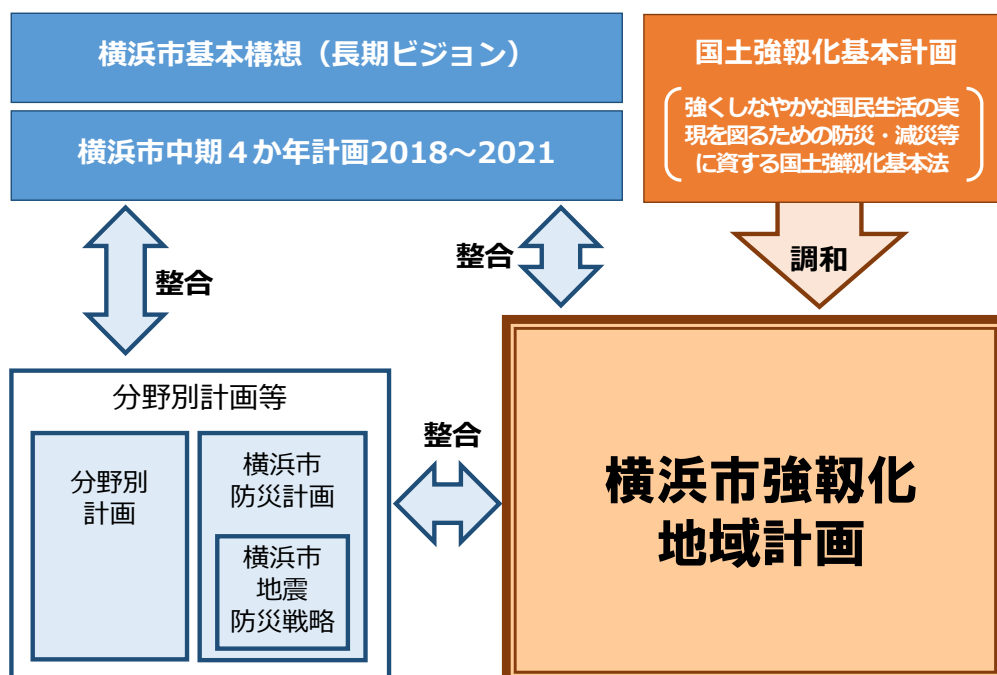 横浜市基本構想（長期ビジョン）
横浜市中期４か年計画2018～2021
国土強靱化基本計画
強くしなやかな国民生活の実
現を図るための防災・減災等
に資する国土強靱化基本法
整合
整合
調和
分野別計画等
分野別
計画
横浜市
防災計画
横浜市
地震
防災戦略
整合
横浜市強靱化
地域計画